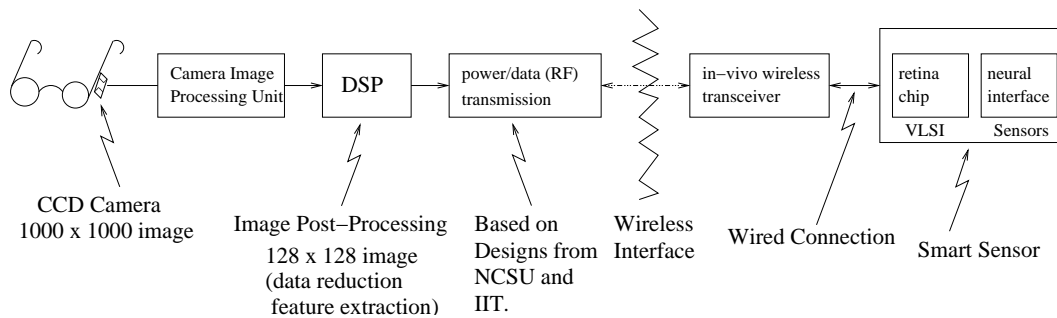 Camera Image
Processing Unit
DSP
power/data (RF)
transmission
in−vivo wireless
transceiver
retina
chip
neural
interface
VLSI
Sensors
CCD Camera
1000 x 1000 image
Image Post−Processing
128 x 128 image
(data reduction
feature extraction)
Based on
Designs from
NCSU and
IIT.
Wireless
Interface
Wired Connection
Smart Sensor